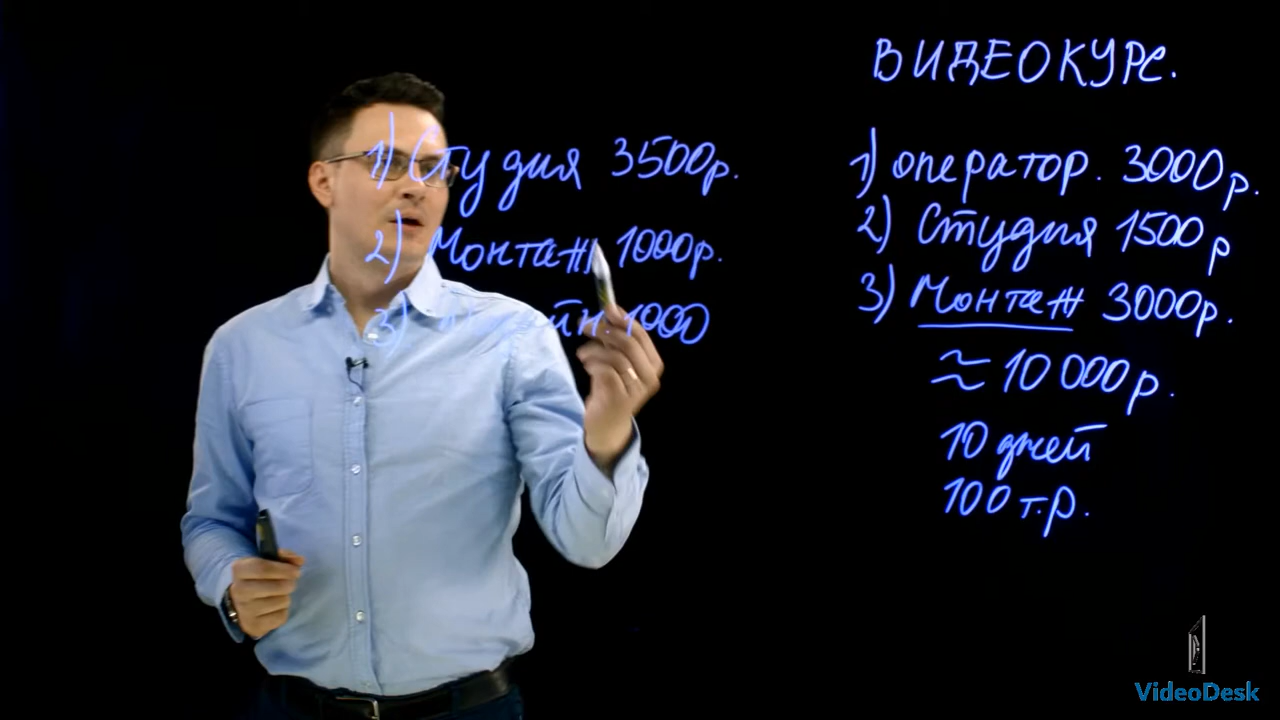 ВИДЕОКУРС.
1) Студия 3500р.
2) Монтаж 1000р.
3) 1000
1) оператор. 3000р.
2) Студия 1500р
3) Монтаж 3000р.
≈ 10 000р.
10 дней
100 т.р.
VideoDesk